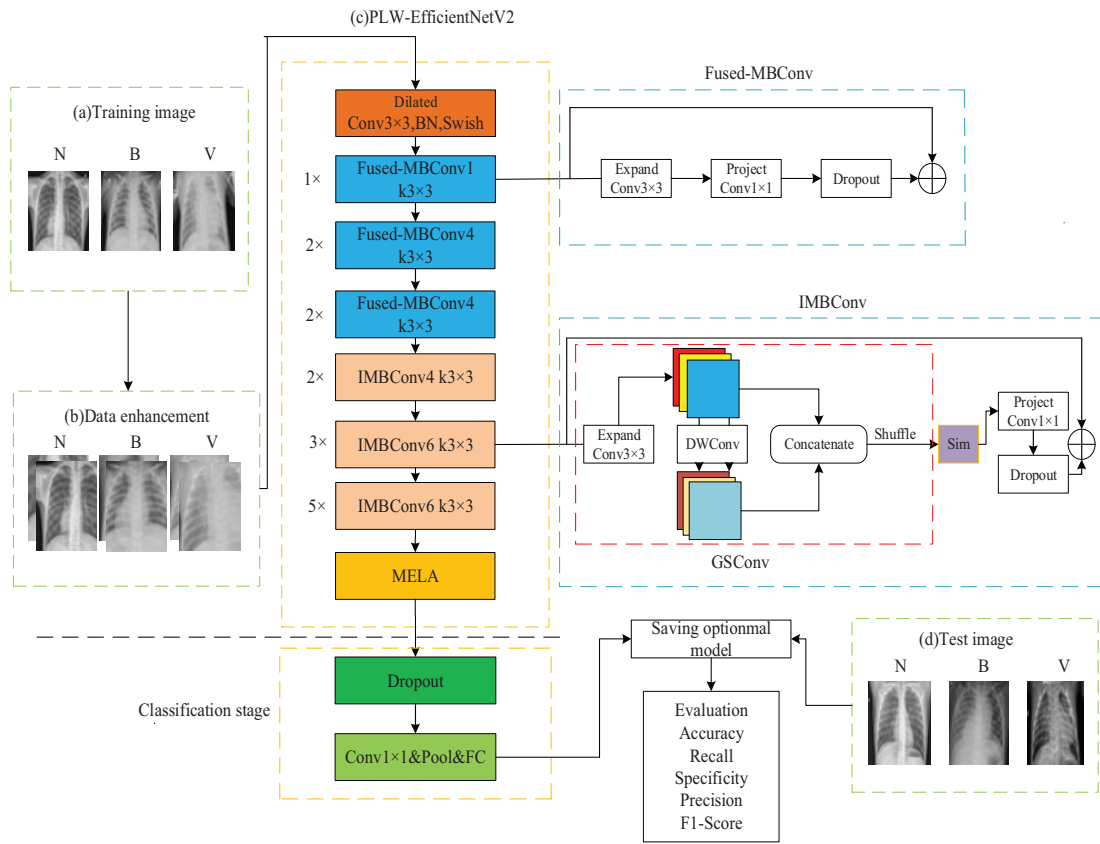 (c)PLW-EfficientNetV2
(a)Training image
N B V
(b)Data enhancement
N B V
Dilated
Conv3×3,BN,Swish
1×
Fused-MBConv1
k3×3
2×
Fused-MBConv4
k3×3
2×
Fused-MBConv4
k3×3
2×
IMBConv4 k3×3
3×
IMBConv6 k3×3
5×
IMBConv6 k3×3
MELA
Fused-MBConv
Expand
Conv3×3
Project
Conv1×1
Dropout
IMBConv
Expand
Conv3×3
DWConv
Concatenate
Shuffle
Sim
Project
Conv1×1
Dropout
GSConv
Classification stage
Dropout
Conv1×1&Pool&FC
Saving optionmal
model
Evaluation
Accuracy
Recall
Specificity
Precision
F1-Score
(d)Test image
N B V